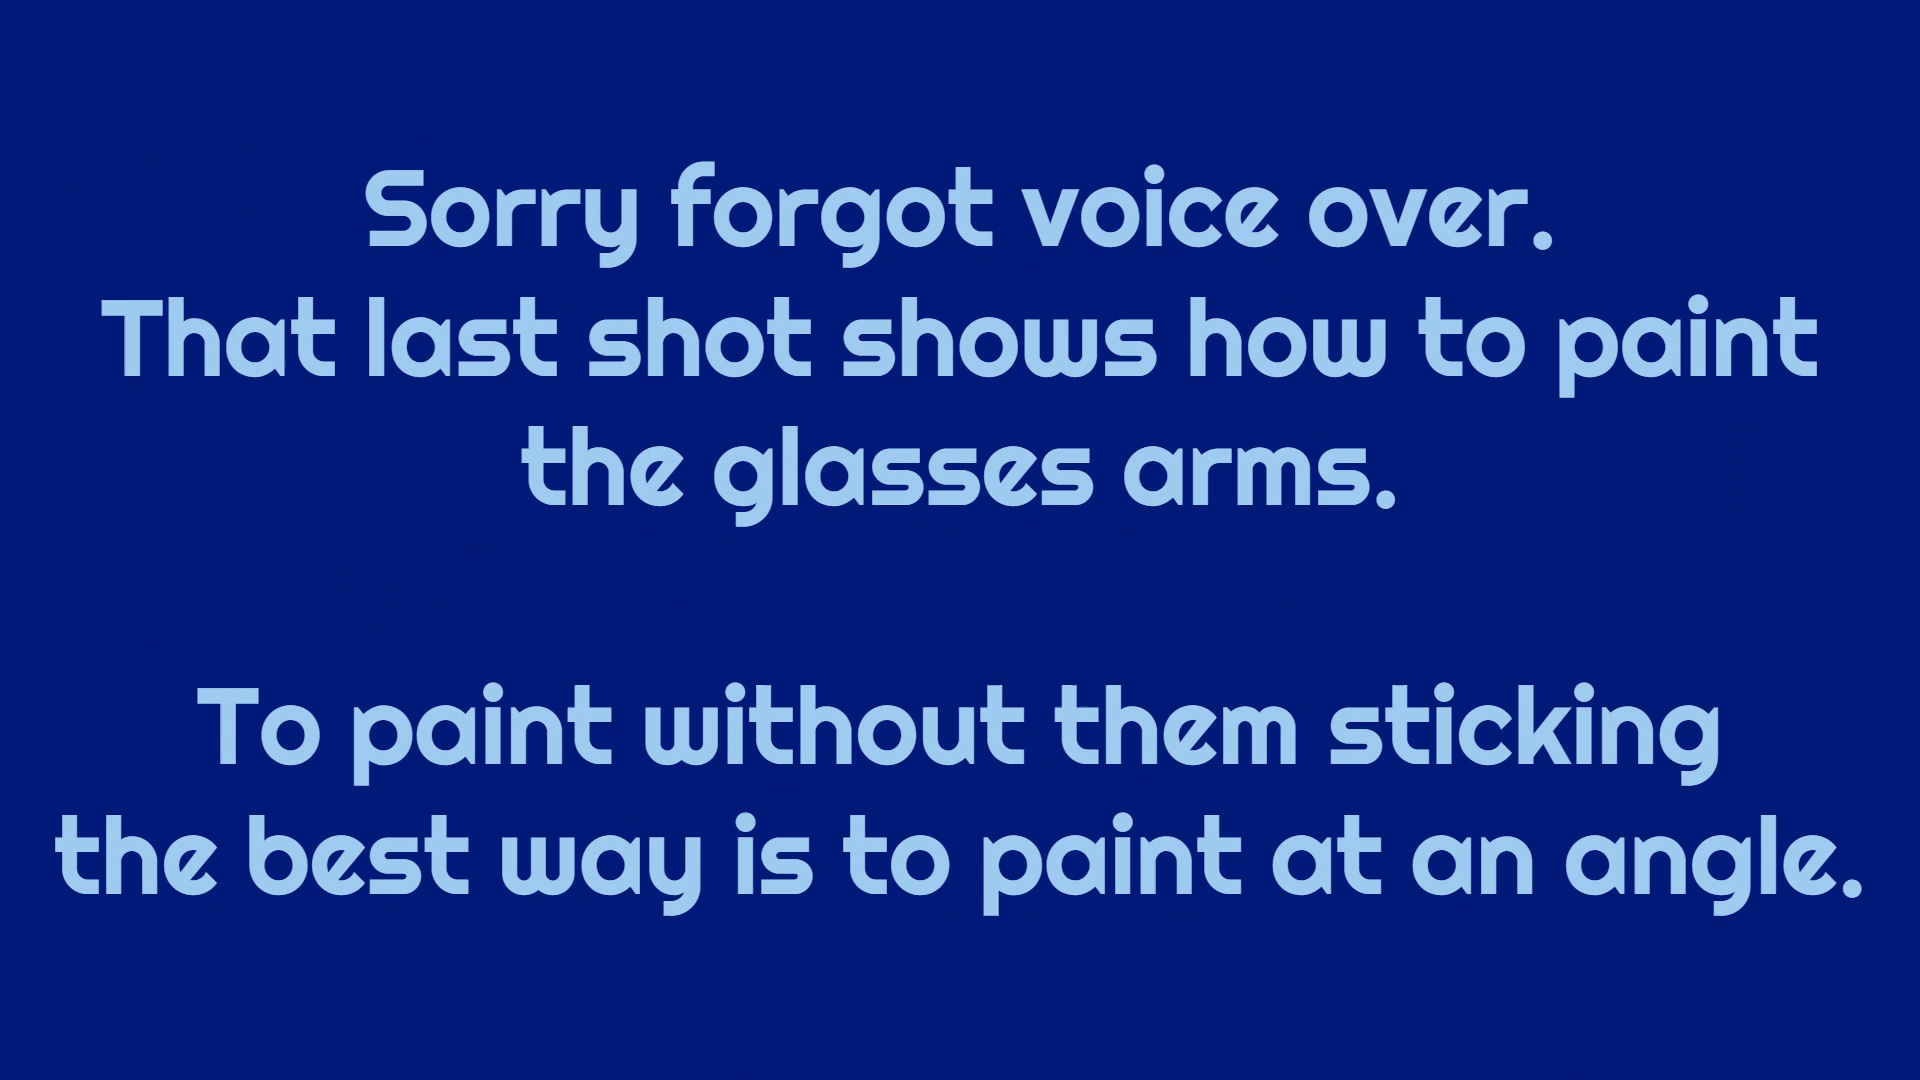 Sorry forgot voice over.
That last shot shows how to paint
the glasses arms.
To paint without them sticking
the best way is to paint at an angle.